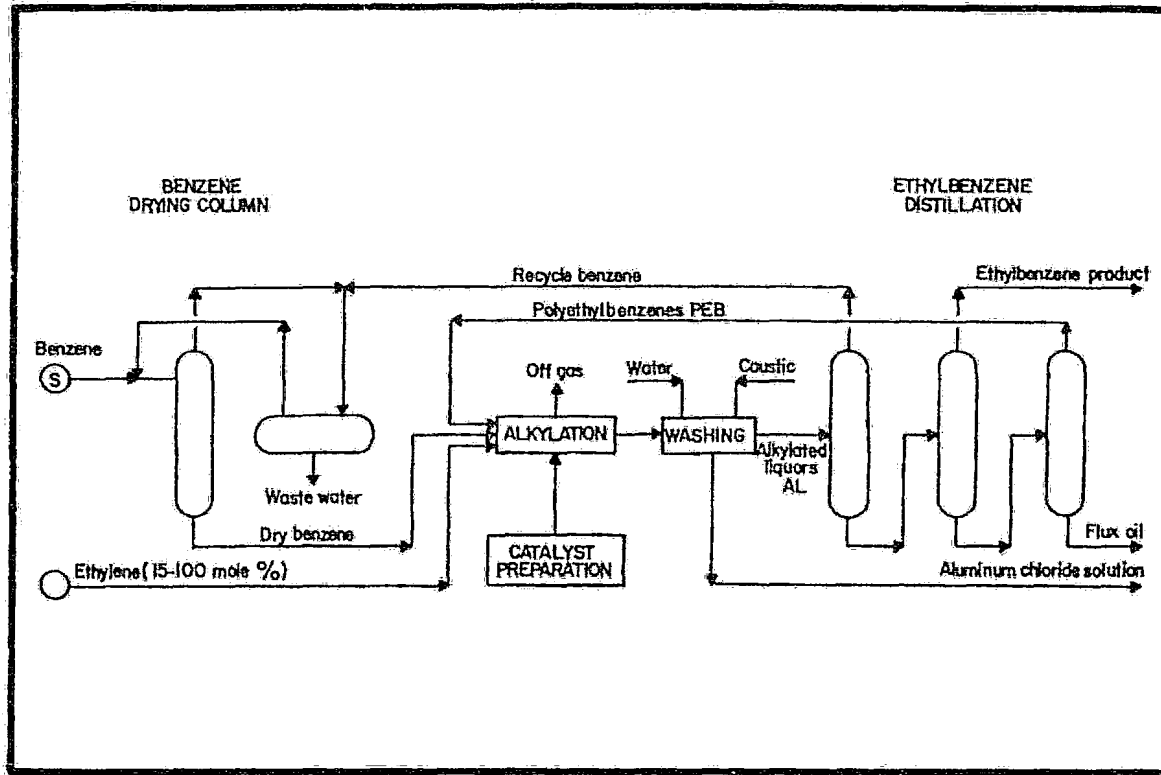 BENZENE
DRYING COLUMN
ETHYLBENZENE
DISTILLATION
Recycle benzene
Ethylbenzene product
Polyethylbenzenes PEB
Benzene
S
Off gas
Water
Caustic
ALKYLATION
WASHING
Alkylated
liquors
AL
Waste water
Dry benzene
CATALYST
PREPARATION
Flux oil
Ethylene (15-100 mole %)
Aluminum chloride solution